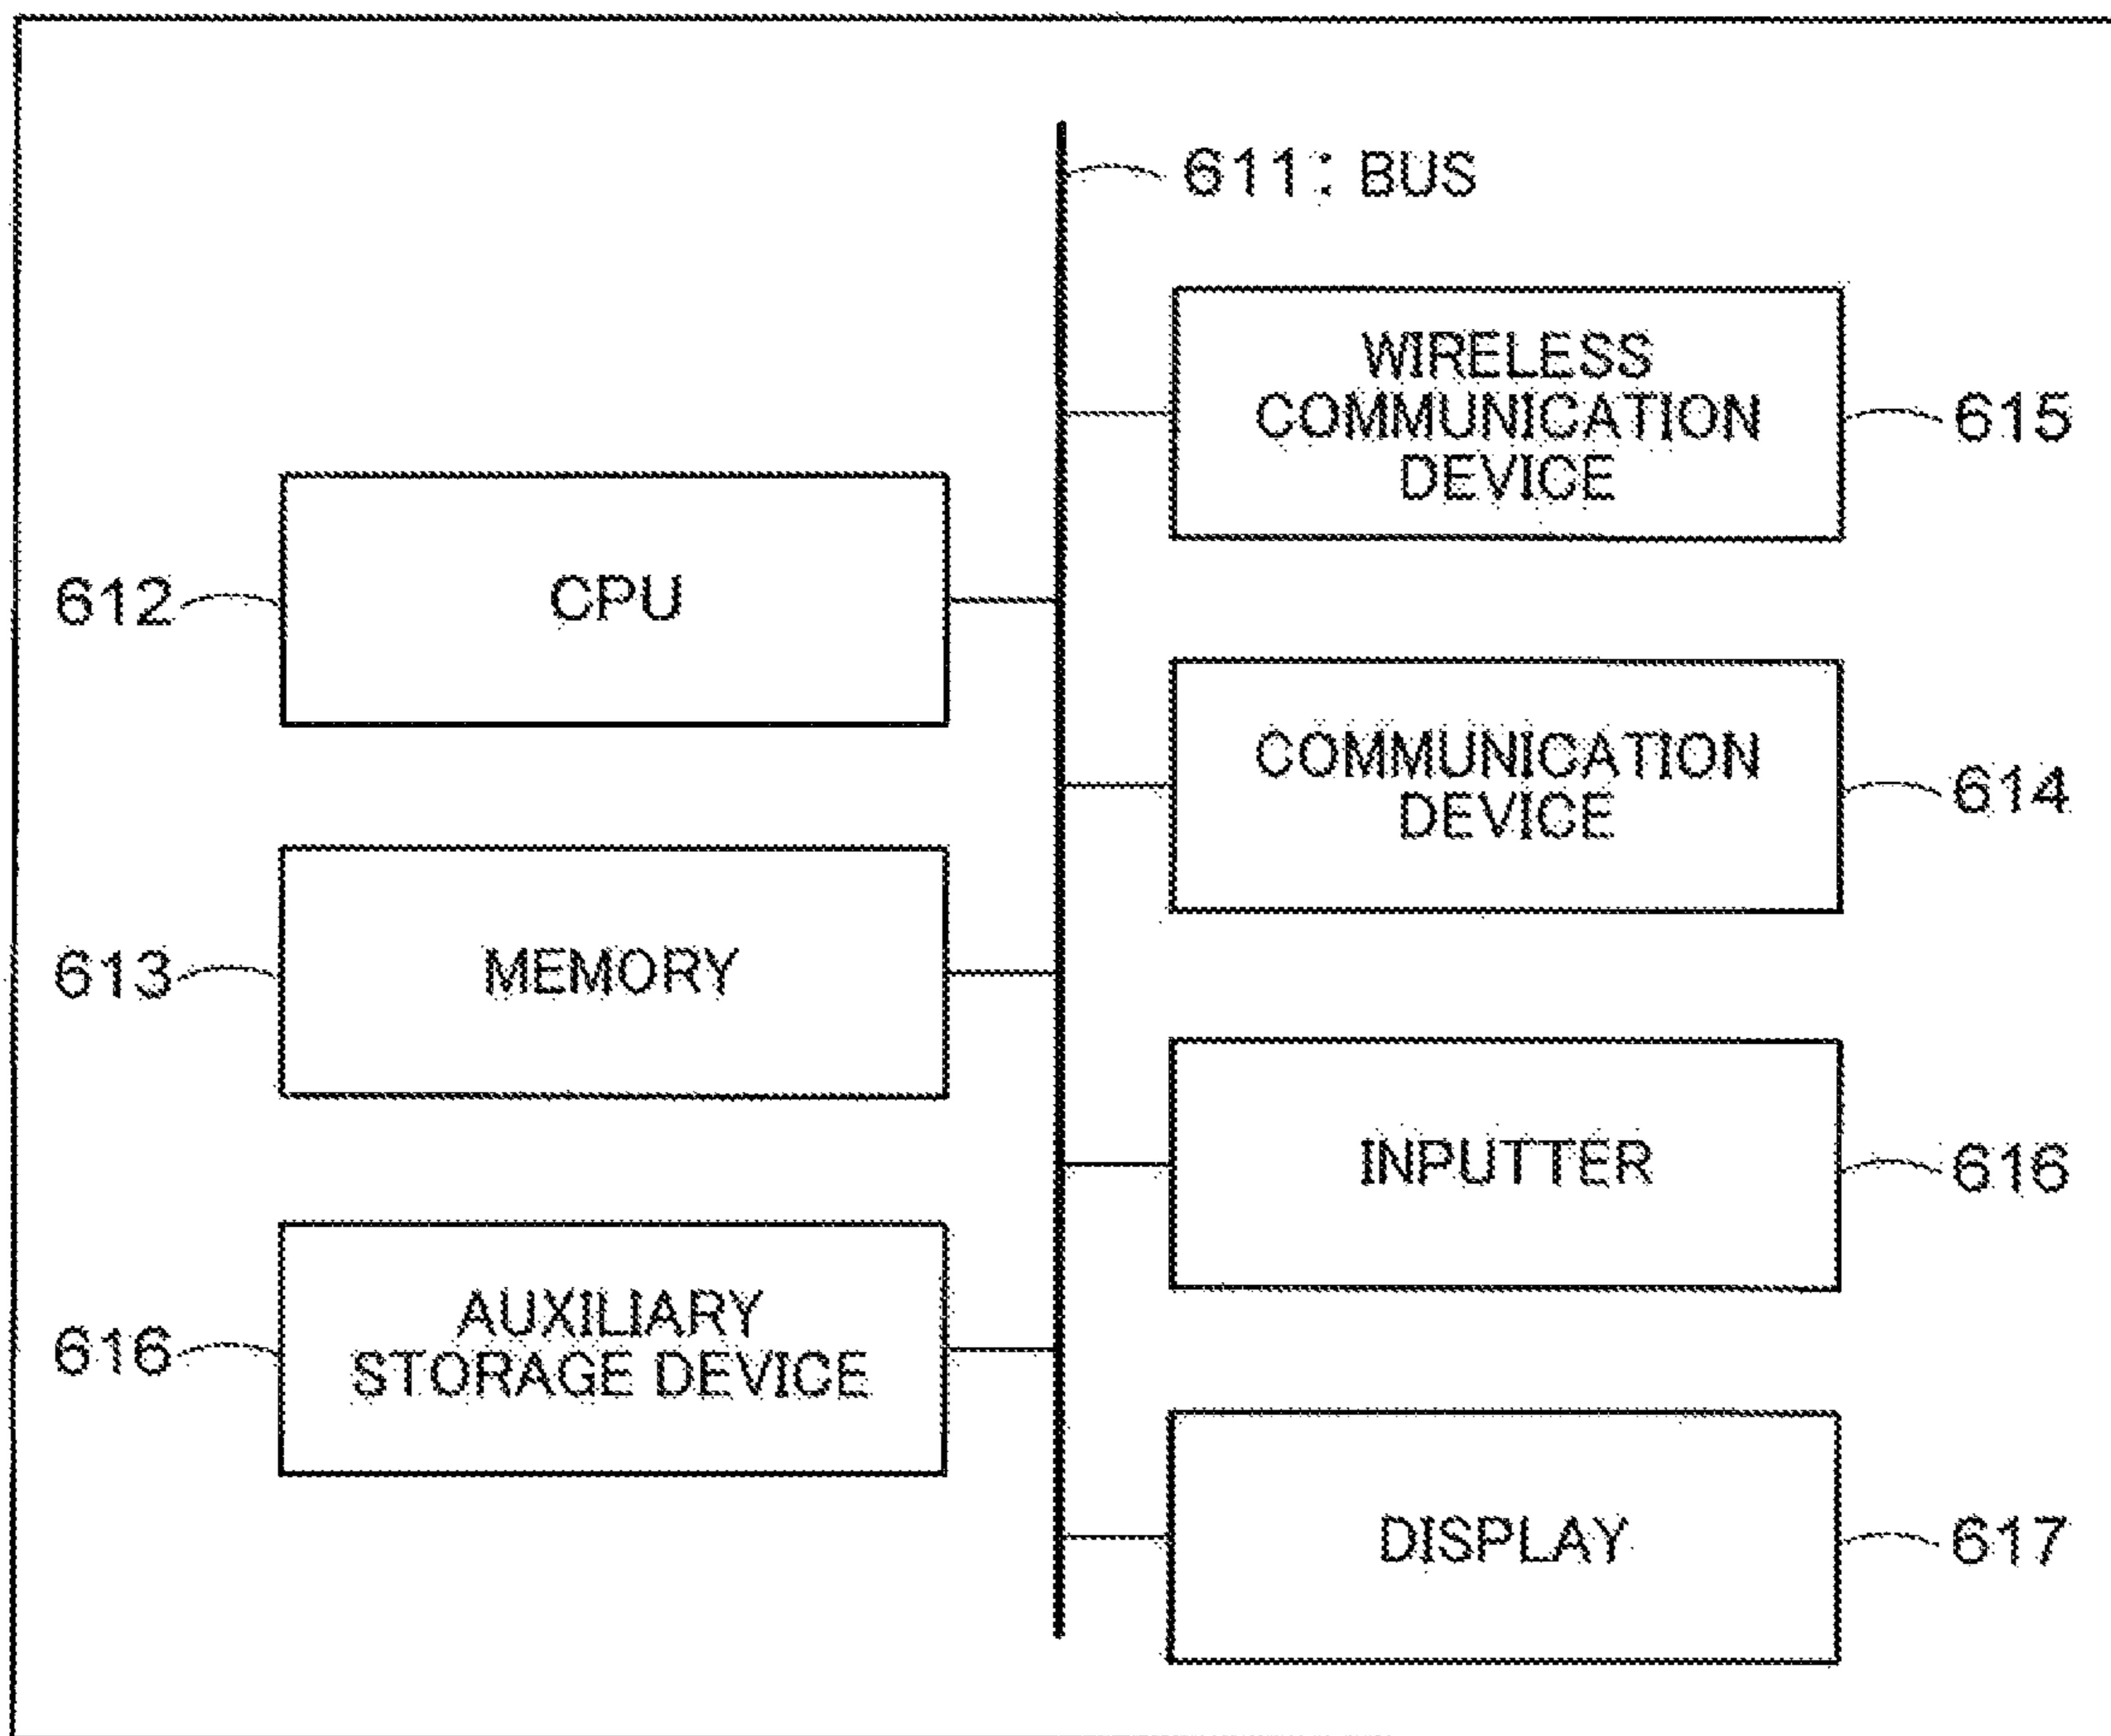 611: BUS
WIRELESS
COMMUNICATION
DEVICE
615
612
CPU
COMMUNICATION
DEVICE
614
613
MEMORY
INPUTTER
616
616
AUXILIARY
STORAGE DEVICE
DISPLAY
617